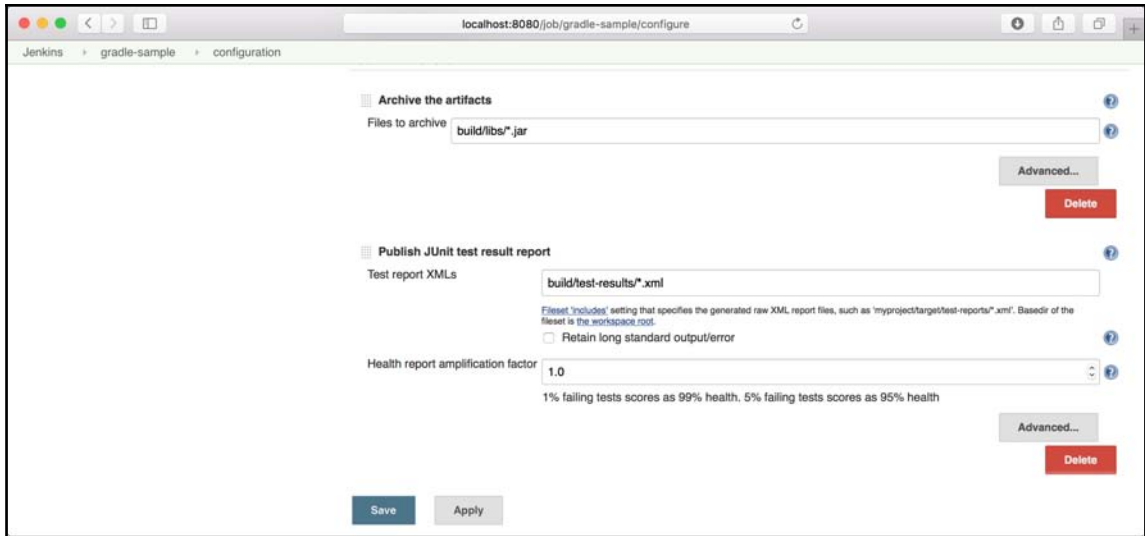 localhost:8080/job/gradle-sample/configure
Jenkins gradle-sample configuration
Archive the artifacts
Files to archive build/libs/*.jar
Advanced...
Delete
Publish JUnit test result report
Test report XMLs build/test-results/*.xml
Fileset 'includes' setting that specifies the generated raw XML report files, such as 'myproject/target/test-reports/*.xml'. Basedir of the
fileset is the workspace root.
Retain long standard output/error
Health report amplification factor 1.0
1% failing tests scores as 99% health. 5% failing tests scores as 95% health
Advanced...
Delete
Save Apply